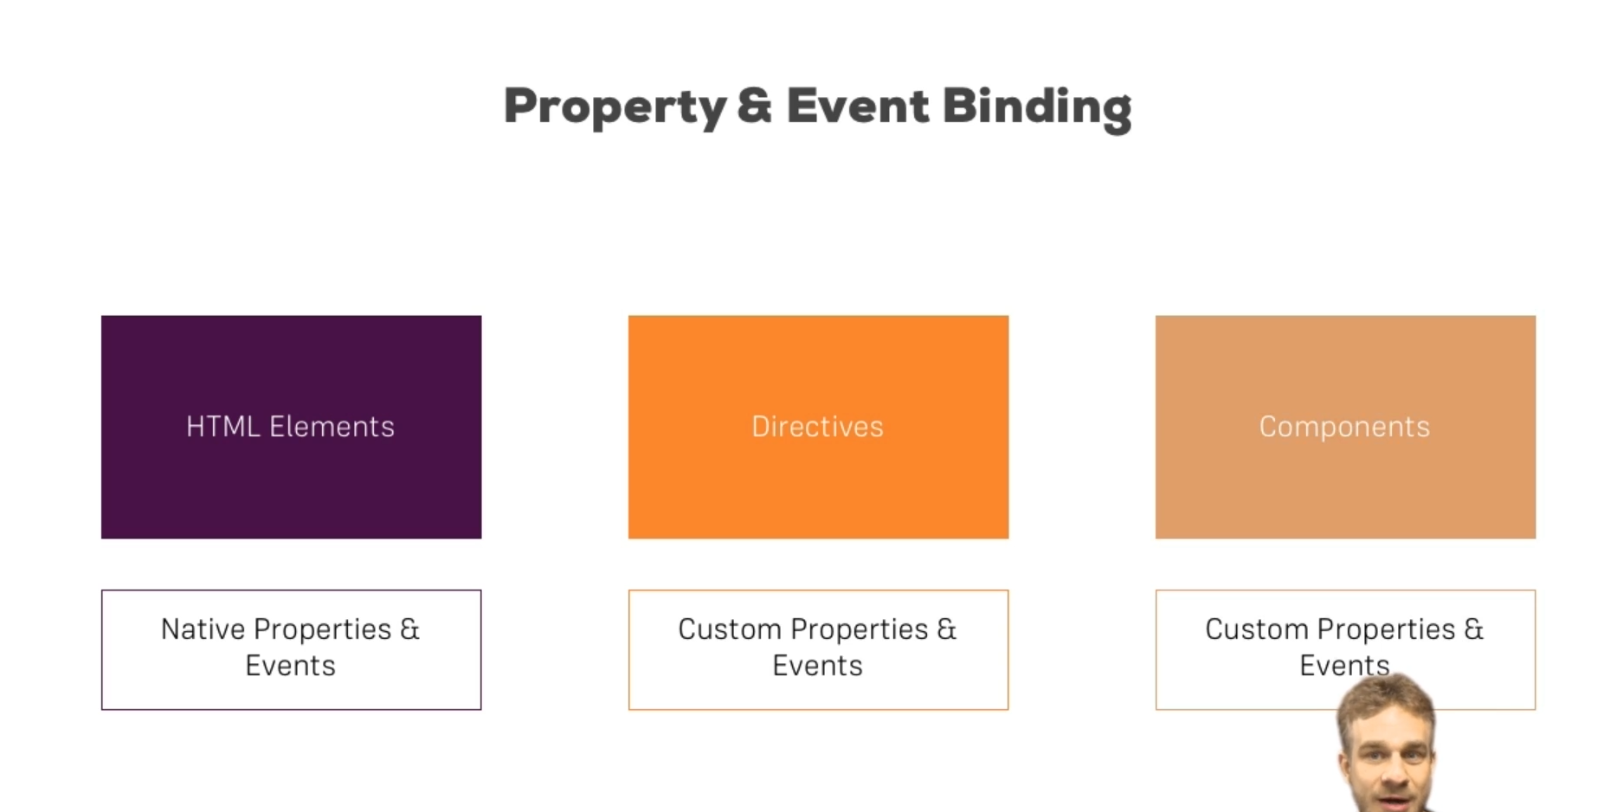 Property & Event Binding
HTML Elements
Directives
Components
Native Properties &
Events
Custom Properties &
Events
Custom Properties &
Events